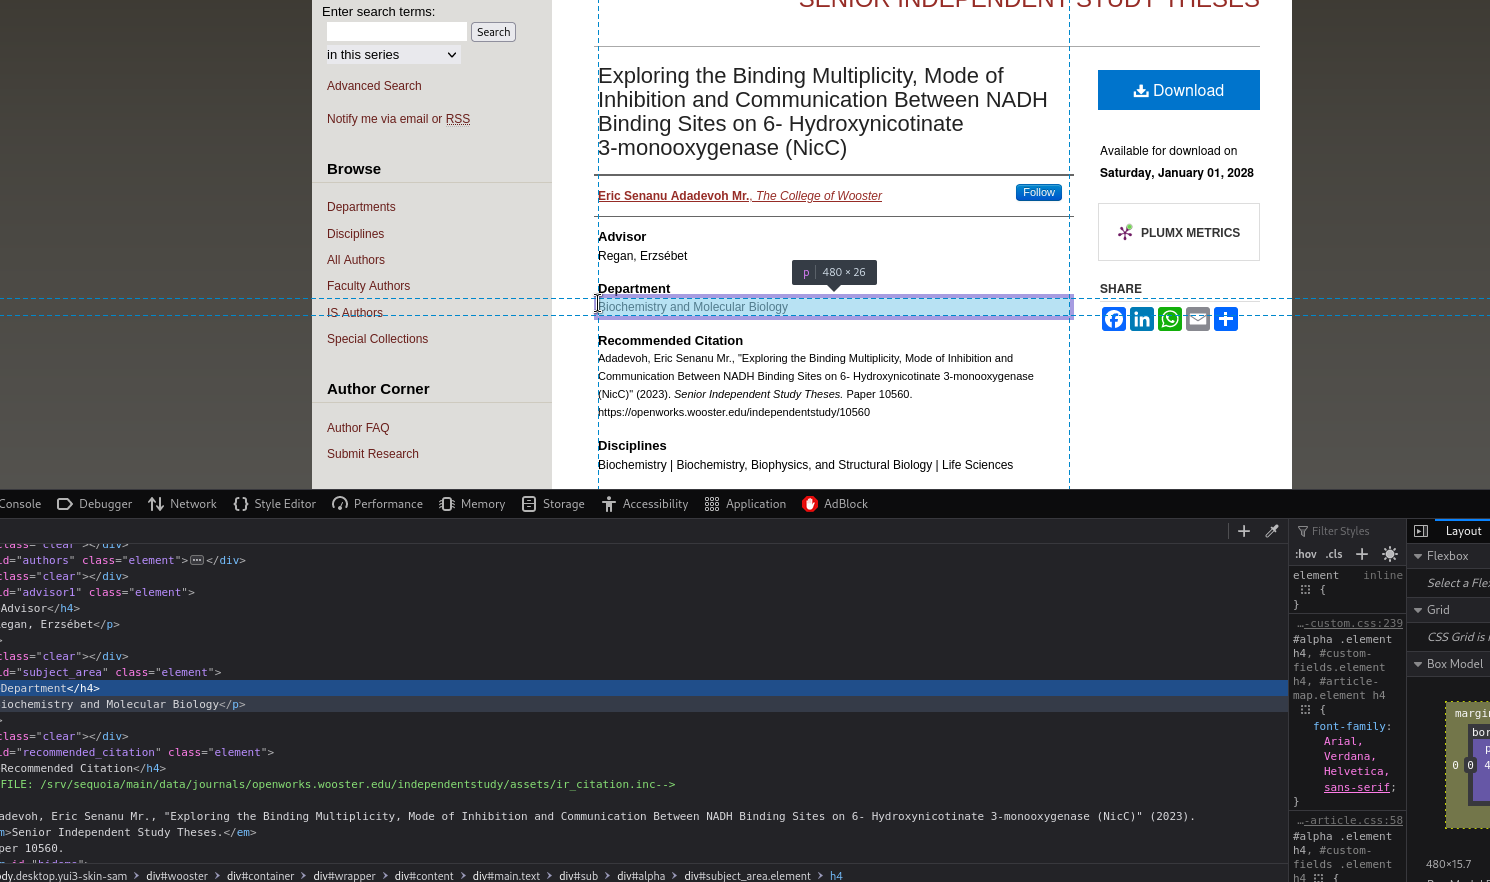 SENIOR INDEPENDENT STUDY THESES
Enter search terms:
Search
in this series
Advanced Search
Notify me via email or RSS
Browse
Departments
Disciplines
All Authors
Faculty Authors
IS Authors
Special Collections
Author Corner
Author FAQ
Submit Research
Exploring the Binding Multiplicity, Mode of
Inhibition and Communication Between NADH
Binding Sites on 6- Hydroxynicotinate
3-monooxygenase (NicC)
Eric Senanu Adadevoh Mr., The College of Wooster
Follow
Advisor
Regan, Erzsébet
p 480 × 26
Department
Biochemistry and Molecular Biology
Recommended Citation
Adadevoh, Eric Senanu Mr., "Exploring the Binding Multiplicity, Mode of Inhibition and
Communication Between NADH Binding Sites on 6- Hydroxynicotinate 3-monooxygenase
(NicC)" (2023). Senior Independent Study Theses. Paper 10560.
https://openworks.wooster.edu/independentstudy/10560
Disciplines
Biochemistry | Biochemistry, Biophysics, and Structural Biology | Life Sciences
Download
Available for download on
Saturday, January 01, 2028
PLUMX METRICS
SHARE
Console Debugger Network Style Editor Performance Memory Storage Accessibility Application AdBlock
class="clear"></div>
id="authors" class="element"></div>
class="clear"></div>
id="advisor1" class="element">
Advisor</h4>
egan, Erzsébet</p>
>
class="clear"></div>
id="subject_area" class="element">
Department</h4>
iochemistry and Molecular Biology</p>
>
class="clear"></div>
id="recommended_citation" class="element">
Recommended Citation</h4>
FILE: /srv/sequoia/main/data/journals/openworks.wooster.edu/independentstudy/assets/ir_citation.inc-->
adevoh, Eric Senanu Mr., "Exploring the Binding Multiplicity, Mode of Inhibition and Communication Between NADH Binding Sites on 6- Hydroxynicotinate 3-monooxygenase (NicC)" (2023).
m>Senior Independent Study Theses.</em>
per 10560.
dy.desktop.yui3-skin-sam div#wooster div#container div#wrapper div#content div#main.text div#sub div#alpha div#subject_area.element h4
Filter Styles
:hov .cls
element inline
{
}
…-custom.css:239
#alpha .element
h4, #custom-
fields.element
h4, #article-
map.element h4
{
font-family:
Arial,
Verdana,
Helvetica,
sans-serif;
}
…-article.css:58
#alpha .element
h4, #custom-
fields .element
h4 {
Layout
Flexbox
Select a Flex
Grid
CSS Grid is
Box Model
margin
bor
p
0 0 4
480×15.7